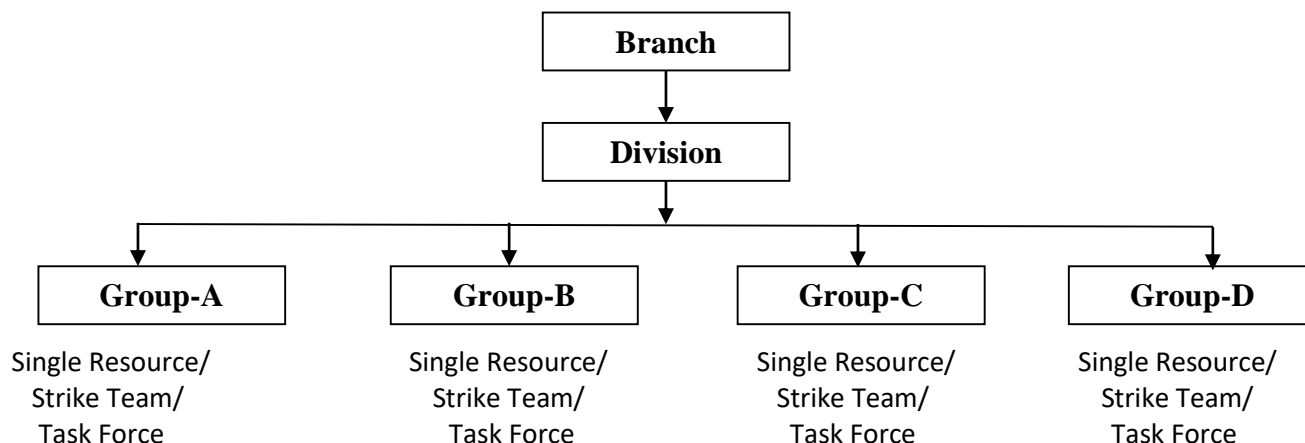 Branch
Division
Group-A
Group-B
Group-C
Group-D
Single Resource/
Strike Team/
Task Force
Single Resource/
Strike Team/
Task Force
Single Resource/
Strike Team/
Task Force
Single Resource/
Strike Team/
Task Force